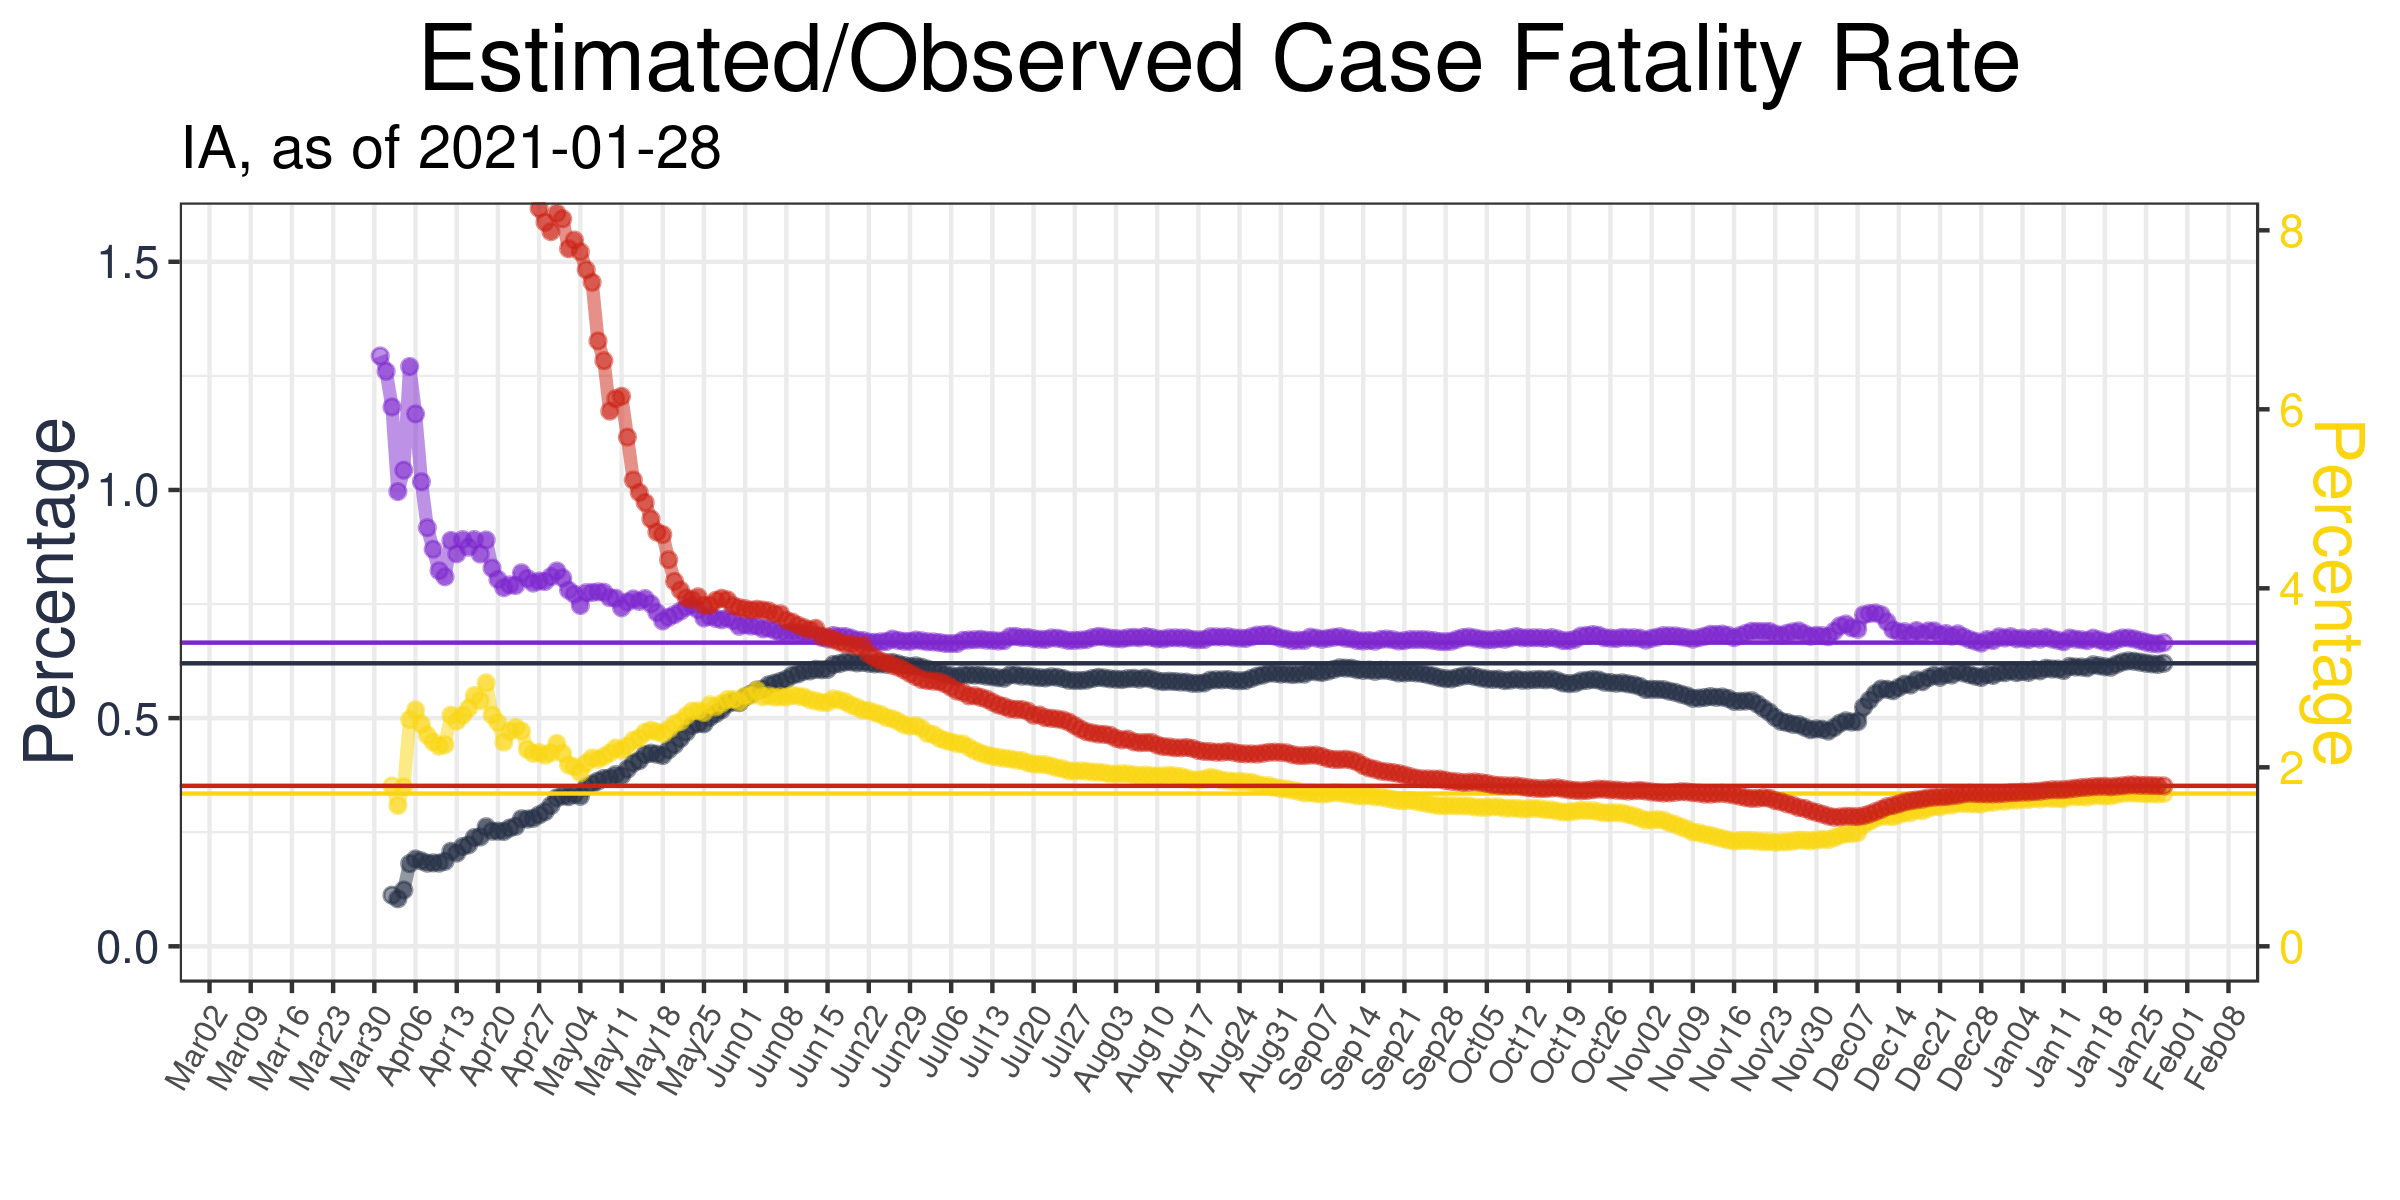 Estimated/Observed Case Fatality Rate
IA, as of 2021-01-28
Percentage
1.5
1.0
0.5
0.0
8
6
4
2
0
Percentage
Mar02
Mar09
Mar16
Mar23
Mar30
Apr06
Apr13
Apr20
Apr27
May04
May11
May18
May25
Jun01
Jun08
Jun15
Jun22
Jun29
Jul06
Jul13
Jul20
Jul27
Aug03
Aug10
Aug17
Aug24
Aug31
Sep07
Sep14
Sep21
Sep28
Oct05
Oct12
Oct19
Oct26
Nov02
Nov09
Nov16
Nov23
Nov30
Dec07
Dec14
Dec21
Dec28
Jan04
Jan11
Jan18
Jan25
Feb01
Feb08